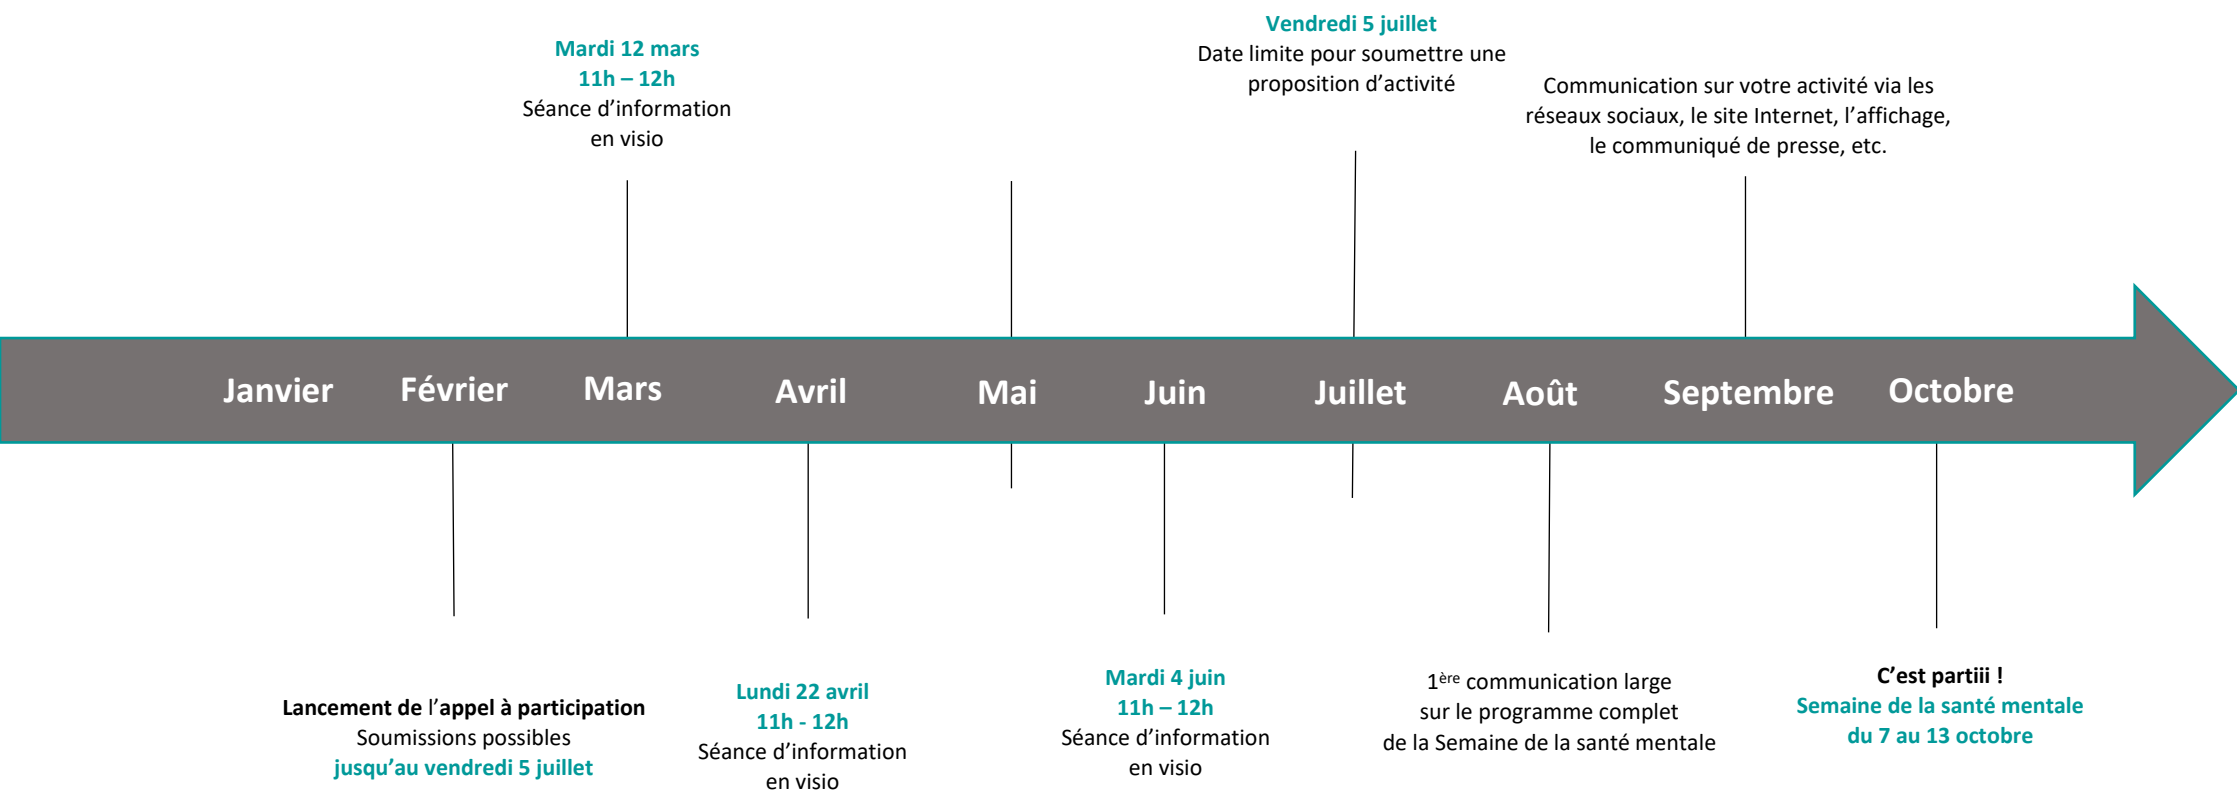 Mardi 12 mars
11h – 12h
Séance d’information
en visio
Vendredi 5 juillet
Date limite pour soumettre une
proposition d’activité
Communication sur votre activité via les
réseaux sociaux, le site Internet, l’affichage,
le communiqué de presse, etc.
Janvier
Février
Mars
Avril
Mai
Juin
Juillet
Août
Septembre
Octobre
Lancement de l’appel à participation
Soumissions possibles
jusqu’au vendredi 5 juillet
Lundi 22 avril
11h - 12h
Séance d’information
en visio
Mardi 4 juin
11h – 12h
Séance d’information
en visio
1ère communication large
sur le programme complet
de la Semaine de la santé mentale
C’est partiii !
Semaine de la santé mentale
du 7 au 13 octobre